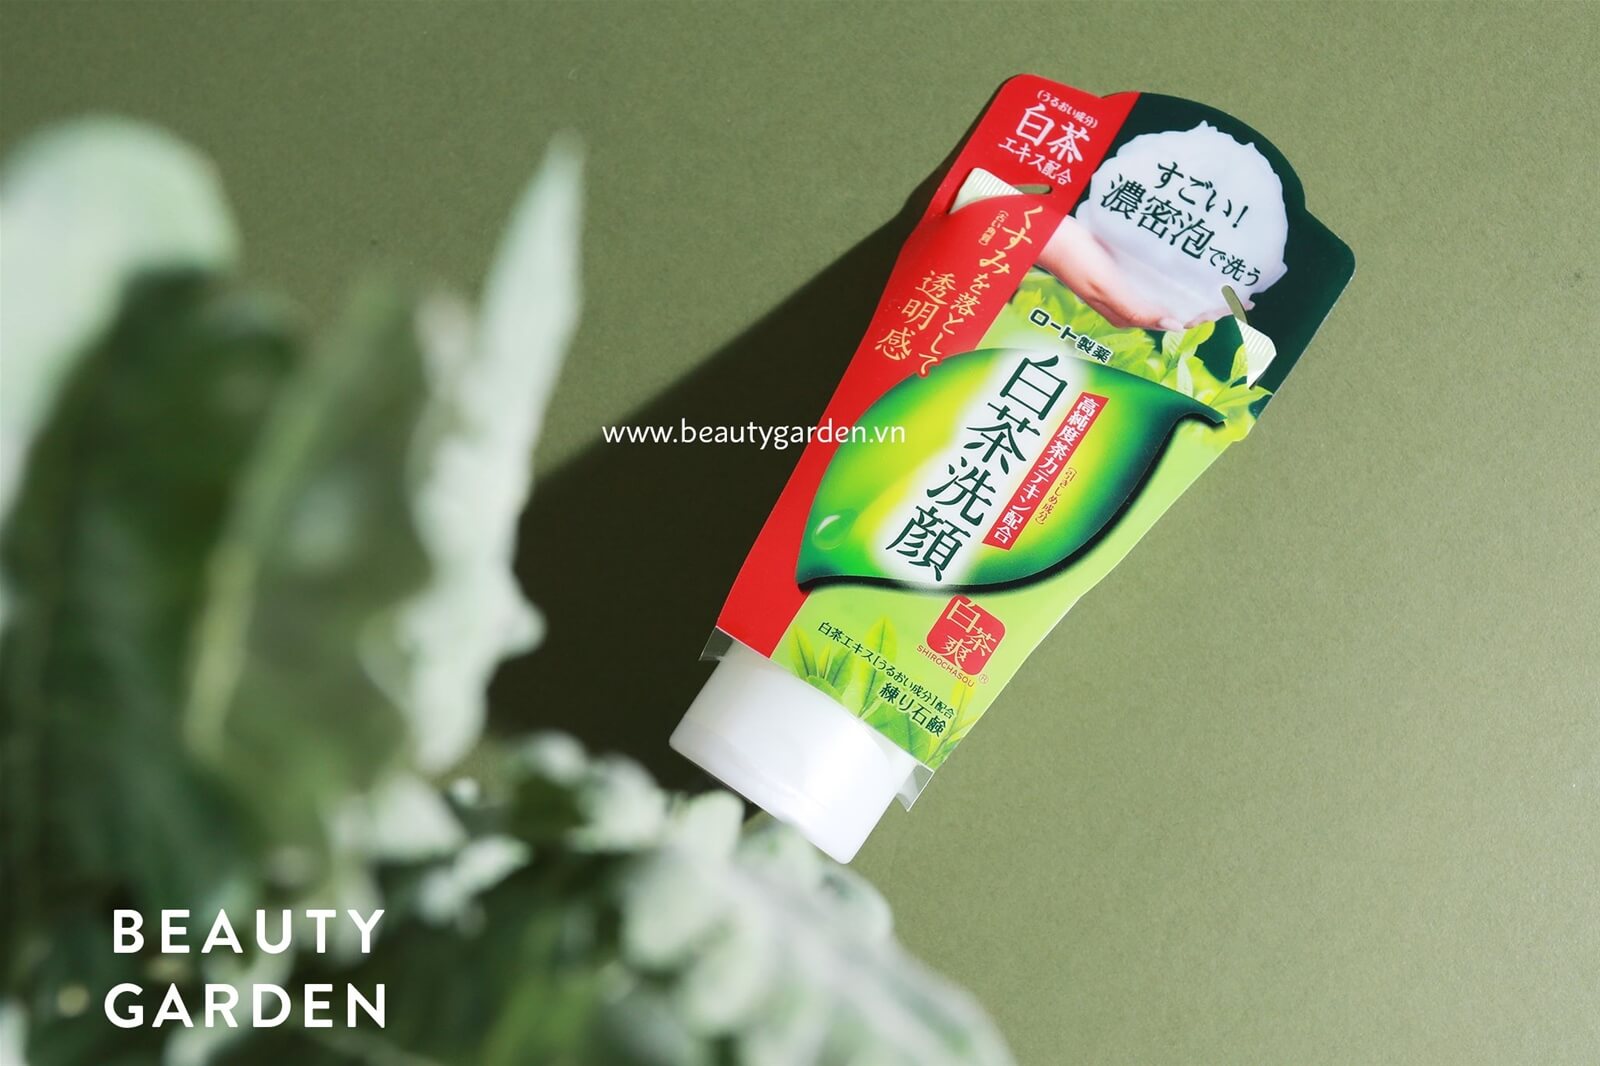 (うるおい成分)
白茶
エキス配合
すごい!
濃密泡で洗う
くすみを落として
(古い角質)
透明感
ロート製薬
白茶洗顔
高純度茶カテキン配合
(引きしめ成分)
白茶
爽
SHIROCHASOU®
白茶エキス[うるおい成分]配合
練り石鹸
www.beautygarden.vn
BEAUTY
GARDEN